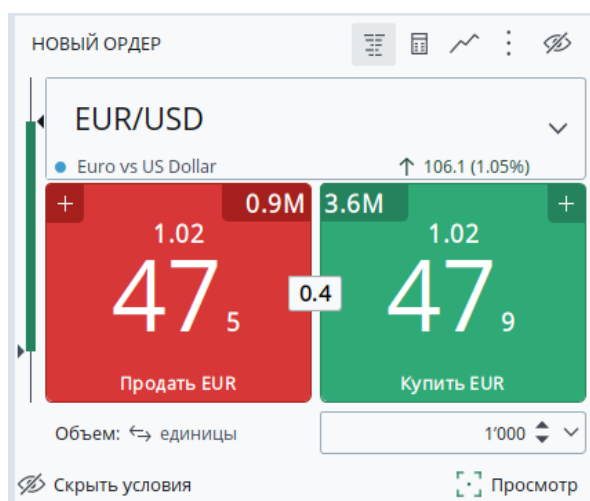 НОВЫЙ ОРДЕР
EUR/USD
Euro vs US Dollar ↑ 106.1 (1.05%)
+ 0.9M 3.6M +
1.02 1.02
47 5 0.4 47 9
Продать EUR Купить EUR
Объем: ⇆ единицы 1'000
Скрыть условия Просмотр